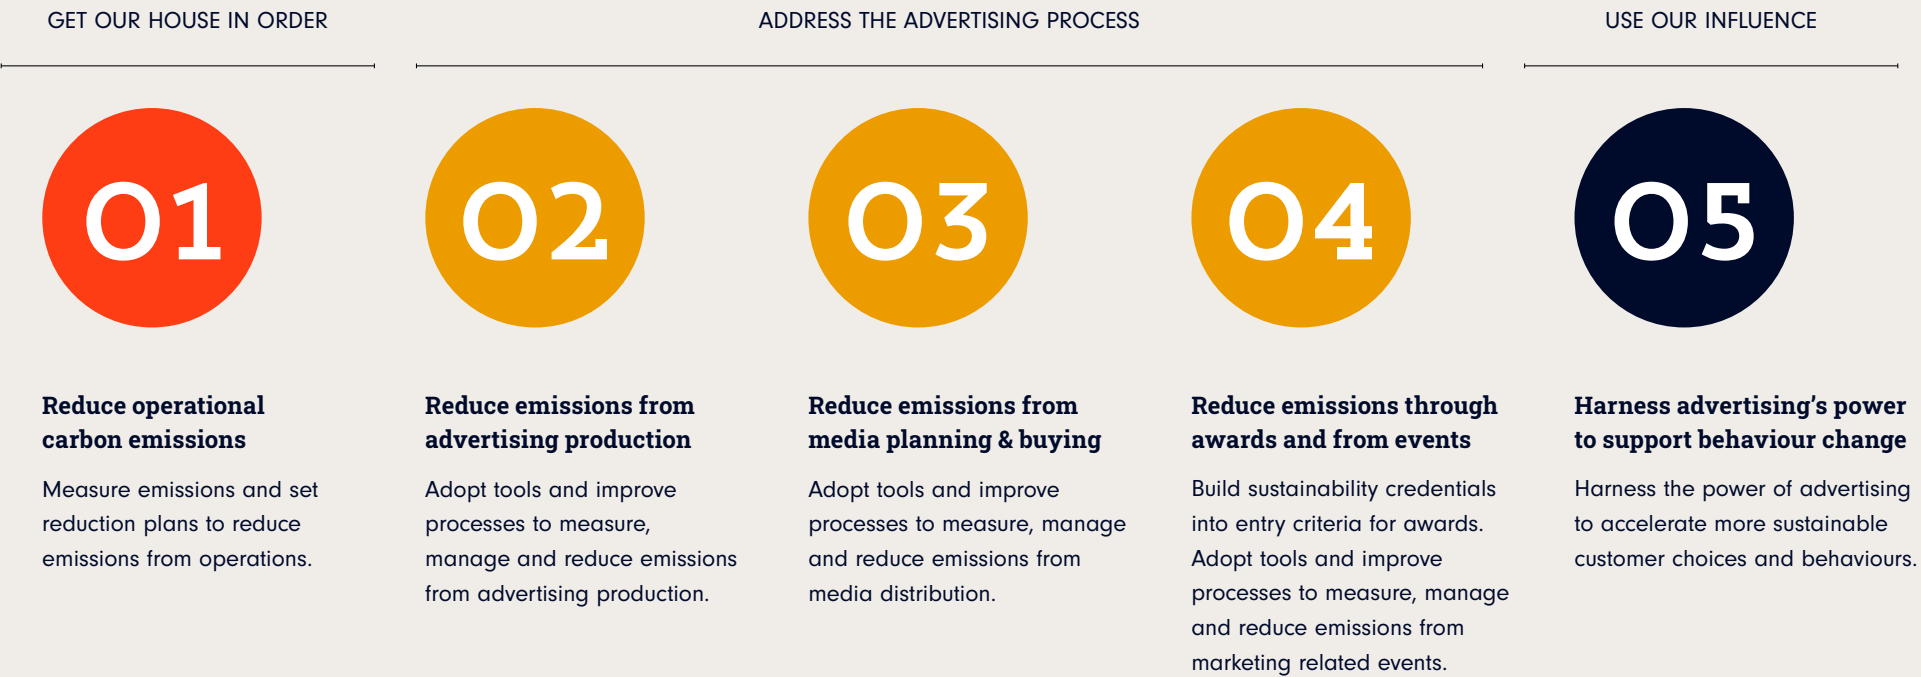 GET OUR HOUSE IN ORDER
ADDRESS THE ADVERTISING PROCESS
USE OUR INFLUENCE
01
02
03
04
05
Reduce operational
carbon emissions
Measure emissions and set
reduction plans to reduce
emissions from operations.
Reduce emissions from
advertising production
Adopt tools and improve
processes to measure,
manage and reduce emissions
from advertising production.
Reduce emissions from
media planning & buying
Adopt tools and improve
processes to measure, manage
and reduce emissions from
media distribution.
Reduce emissions through
awards and from events
Build sustainability credentials
into entry criteria for awards.
Adopt tools and improve
processes to measure, manage
and reduce emissions from
marketing related events.
Harness advertising’s power
to support behaviour change
Harness the power of advertising
to accelerate more sustainable
customer choices and behaviours.